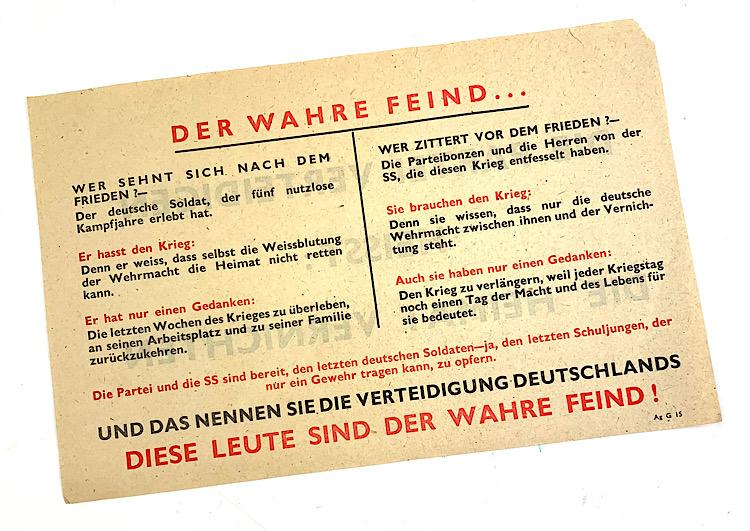 DER WAHRE FEIND...
WER SEHNT SICH NACH DEM
FRIEDEN ?—
Der deutsche Soldat, der fünf nutzlose
Kampfjahre erlebt hat.
Er hasst den Krieg:
Denn er weiss, dass selbst die Weissblutung
der Wehrmacht die Heimat nicht retten
kann.
Er hat nur einen Gedanken:
Die letzten Wochen des Krieges zu überleben,
an seinen Arbeitsplatz und zu seiner Familie
zurückzukehren.
WER ZITTERT VOR DEM FRIEDEN ?—
Die Parteibonzen und die Herren von der
SS, die diesen Krieg entfesselt haben.
Sie brauchen den Krieg:
Denn sie wissen, dass nur die deutsche
Wehrmacht zwischen ihnen und der Vernich-
tung steht.
Auch sie haben nur einen Gedanken:
Den Krieg zu verlängern, weil jeder Kriegstag
noch einen Tag der Macht und des Lebens für
sie bedeutet.
Die Partei und die SS sind bereit, den letzten deutschen Soldaten—ja, den letzten Schuljungen, der
nur ein Gewehr tragen kann, zu opfern.
UND DAS NENNEN SIE DIE VERTEIDIGUNG DEUTSCHLANDS
DIESE LEUTE SIND DER WAHRE FEIND !
Ag G 15